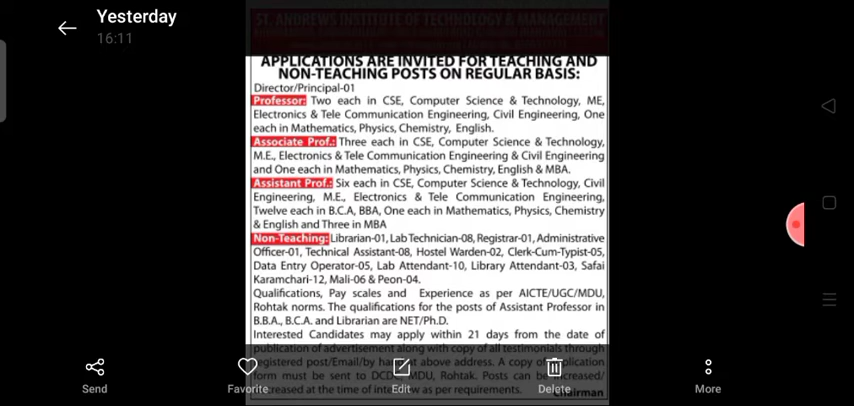 Yesterday
16:11
ST. ANDREWS INSTITUTE OF TECHNOLOGY & MANAGEMENT
APPLICATIONS ARE INVITED FOR TEACHING AND
NON-TEACHING POSTS ON REGULAR BASIS:
Director/Principal-01
Professor: Two each in CSE, Computer Science & Technology, ME,
Electronics & Tele Communication Engineering, Civil Engineering, One
each in Mathematics, Physics, Chemistry, English.
Associate Prof.: Three each in CSE, Computer Science & Technology,
M.E., Electronics & Tele Communication Engineering & Civil Engineering
and One each in Mathematics, Physics, Chemistry, English & MBA.
Assistant Prof.: Six each in CSE, Computer Science & Technology, Civil
Engineering, M.E., Electronics & Tele Communication Engineering,
Twelve each in B.C.A, BBA, One each in Mathematics, Physics, Chemistry
& English and Three in MBA
Non-Teaching: Librarian-01, Lab Technician-08, Registrar-01, Administrative
Officer-01, Technical Assistant-08, Hostel Warden-02, Clerk-Cum-Typist-05,
Data Entry Operator-05, Lab Attendant-10, Library Attendant-03, Safai
Karamchari-12, Mali-06 & Peon-04.
Qualifications, Pay scales and Experience as per AICTE/UGC/MDU,
Rohtak norms. The qualifications for the posts of Assistant Professor in
B.B.A., B.C.A. and Librarian are NET/Ph.D.
Interested Candidates may apply within 21 days from the date of
publication of advertisement along with copy of all testimonials through
registered post/Email/by hand at above address. A copy of application
form must be sent to DCDC, MDU, Rohtak. Posts can be increased/
decreased at the time of interview as per requirements.
Chairman
Send
Favorite
Edit
Delete
More